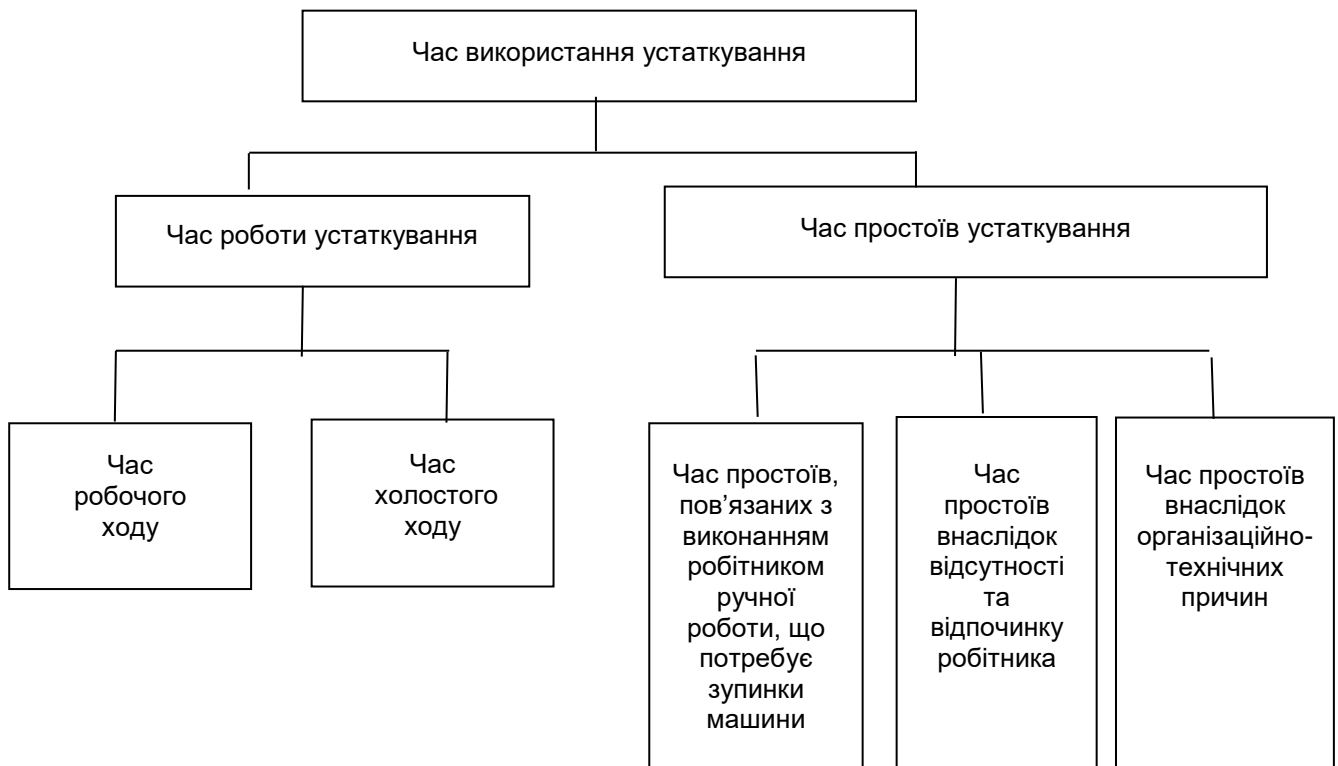 Час використання устаткування
Час роботи устаткування
Час простоїв устаткування
Час
робочого
ходу
Час
холостого
ходу
Час простоїв,
пов’язаних з
виконанням
робітником
ручної
роботи, що
потребує
зупинки
машини
Час
простоїв
внаслідок
відсутності
та
відпочинку
робітника
Час простоїв
внаслідок
організаційно-
технічних
причин